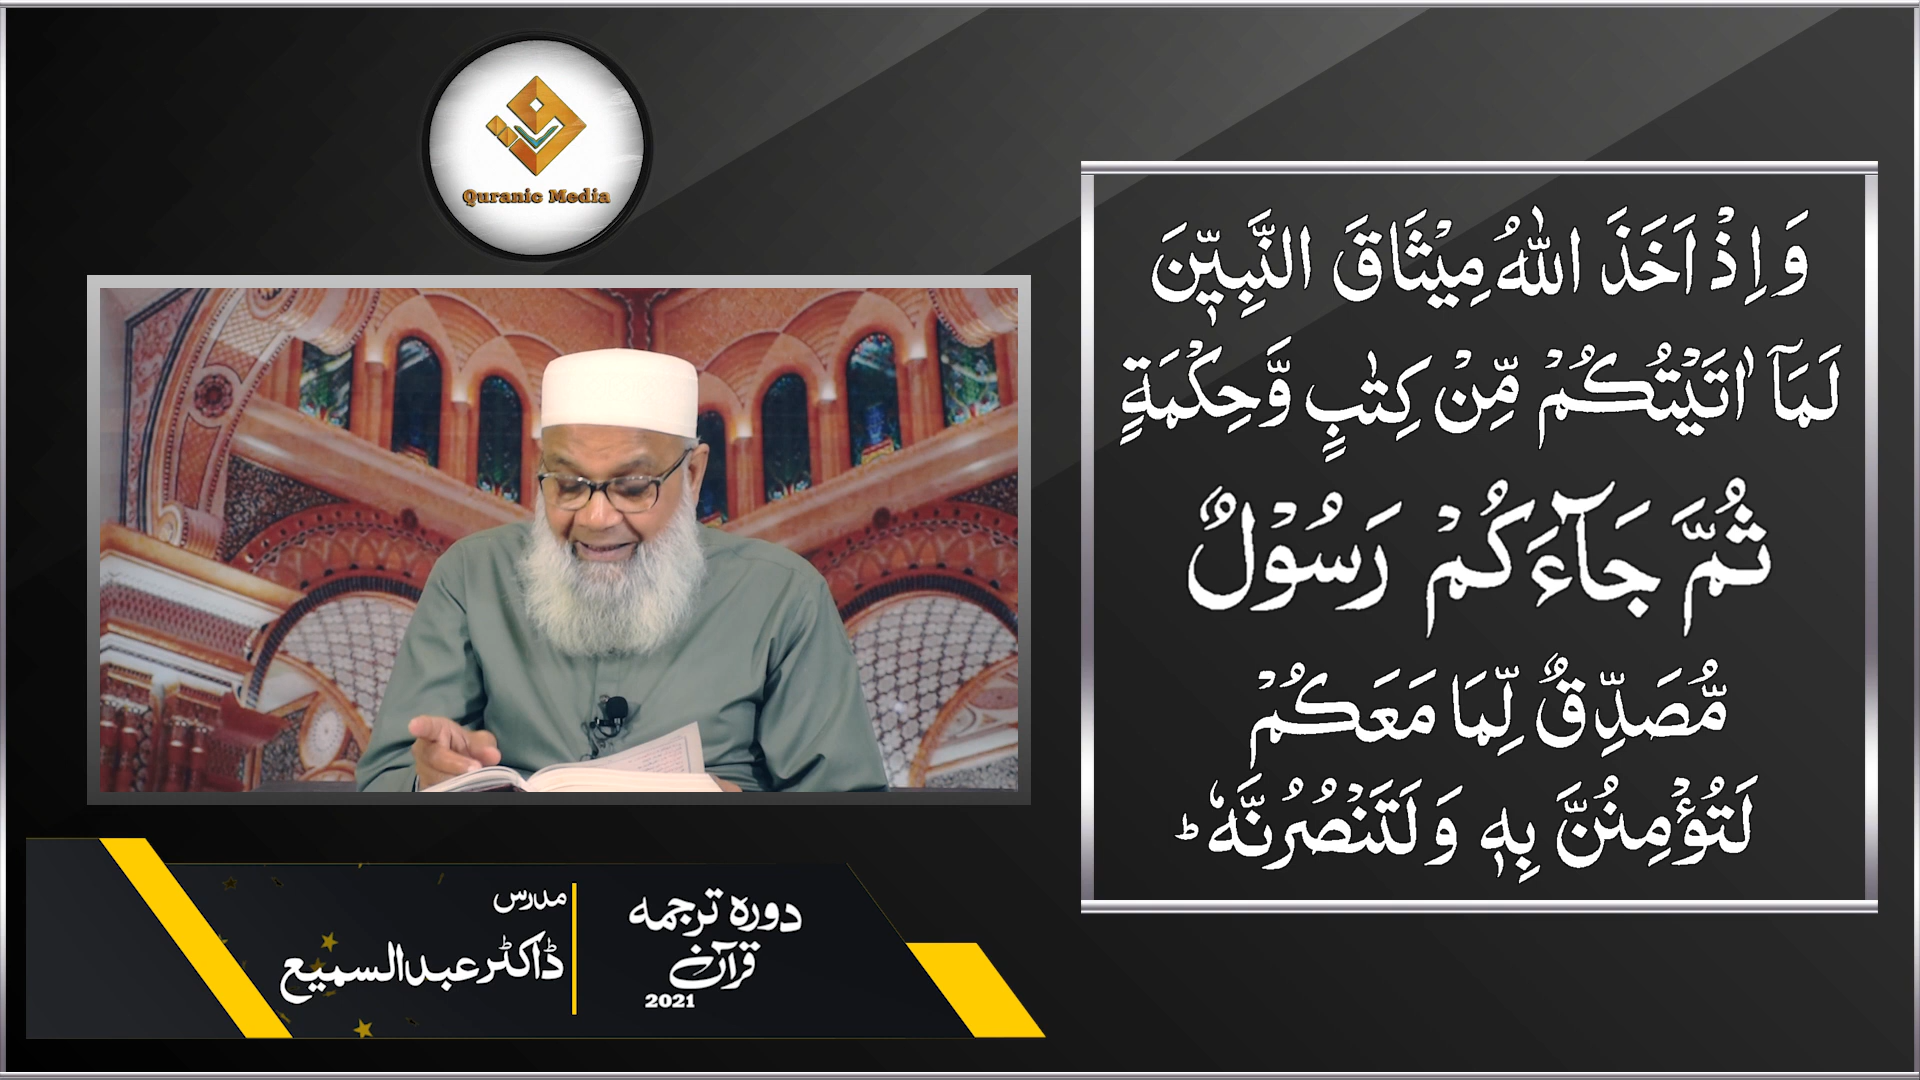 Quranic Media
وَ اِذْ اَخَذَ اللّٰهُ مِيْثَاقَ النَّبِيّٖنَ
لَمَاۤ اٰتَيْتُكُمْ مِّنْ كِتٰبٍ وَّحِكْمَةٍ
ثُمَّ جَآءَكُمْ رَسُوْلٌ
مُّصَدِّقٌ لِّمَا مَعَكُمْ
لَتُؤْمِنُنَّ بِهٖ وَ لَتَنْصُرُنَّهٗ ؕ
دورہ ترجمہ
قرآن
2021
مدرس
ڈاکٹر عبدالسمیع